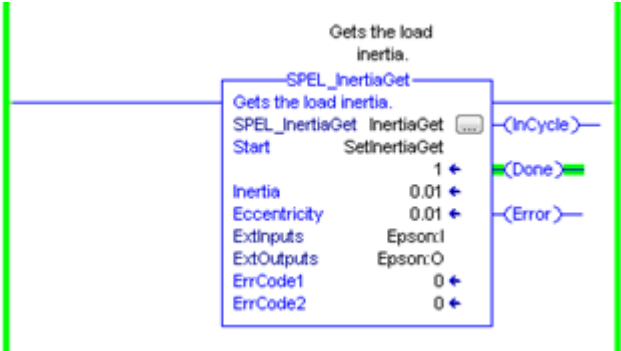 Gets the load
inertia.
SPEL_InertiaGet
Gets the load inertia.
SPEL_InertiaGet InertiaGet ... (InCycle)
Start SetInertiaGet
1 (Done)
Inertia 0.01
Eccentricity 0.01 (Error)
ExtInputs Epson:I
ExtOutputs Epson:O
ErrCode1 0
ErrCode2 0